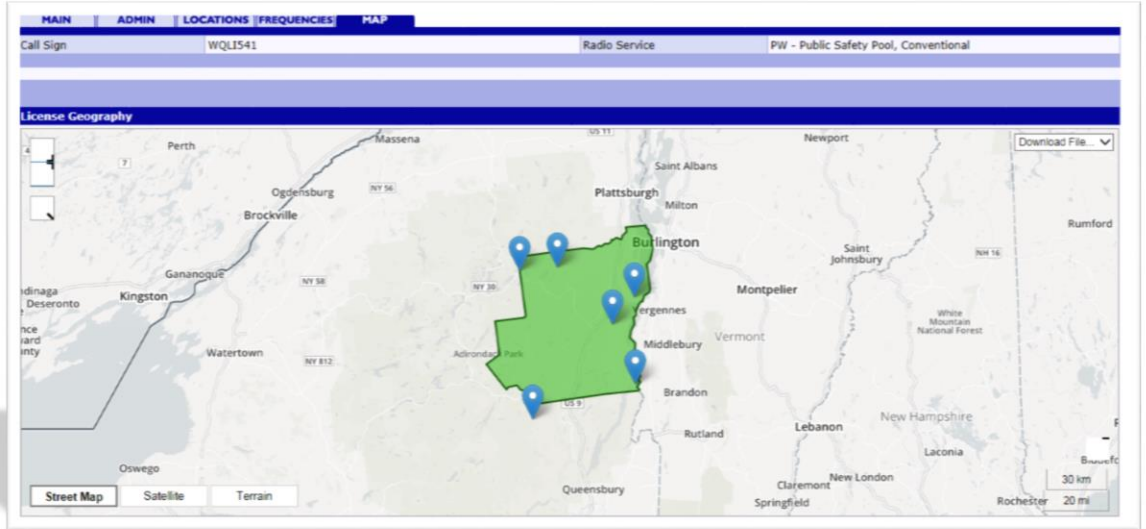 MAIN ADMIN LOCATIONS FREQUENCIES MAP
Call Sign WQLI541 Radio Service PW - Public Safety Pool, Conventional
License Geography
Massena
US 11
Newport
Download File...
4
7
Perth
Saint Albans
Ogdensburg
NY 56
Plattsburgh
Milton
Brockville
Rumford
Burlington
Saint
Johnsbury
NH 16
Gananoque
NY 58
NY 30
Montpelier
Deseronto
Kingston
Vergennes
White
Mountain
National Forest
Vermont
Middlebury
Watertown
NY 812
Adirondack Park
Brandon
US 9
New Hampshire
Rutland
Lebanon
Laconia
Oswego
New London
Claremont
30 km
Queensbury
Street Map Satellite Terrain
Springfield
Rochester
20 mi